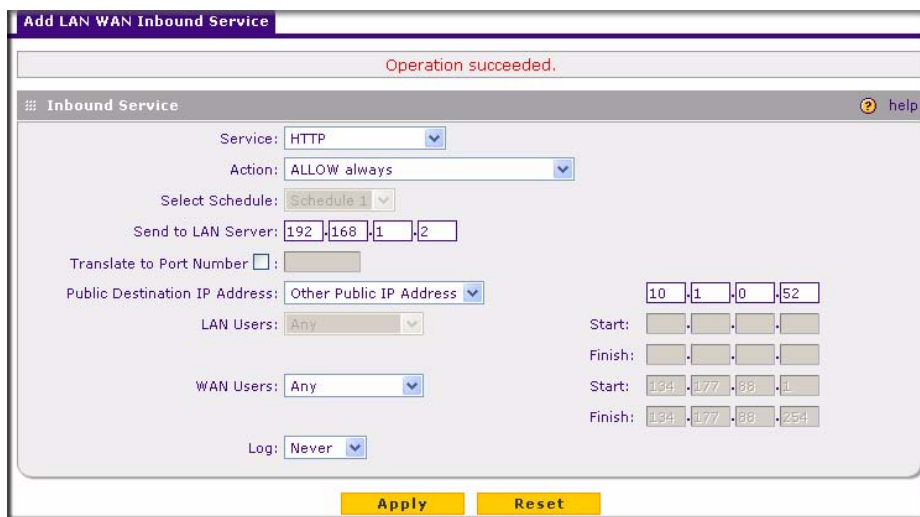 Add LAN WAN Inbound Service
Operation succeeded.
Inbound Service
help
Service: HTTP
Action: ALLOW always
Select Schedule: Schedule 1
Send to LAN Server: 192 .168 .1 .2
Translate to Port Number :
Public Destination IP Address: Other Public IP Address 10 .1 .0 .52
LAN Users: Any Start: . . .
Finish: . . .
WAN Users: Any Start: 134 .177 .88 .1
Finish: 134 .177 .88 .254
Log: Never
Apply Reset